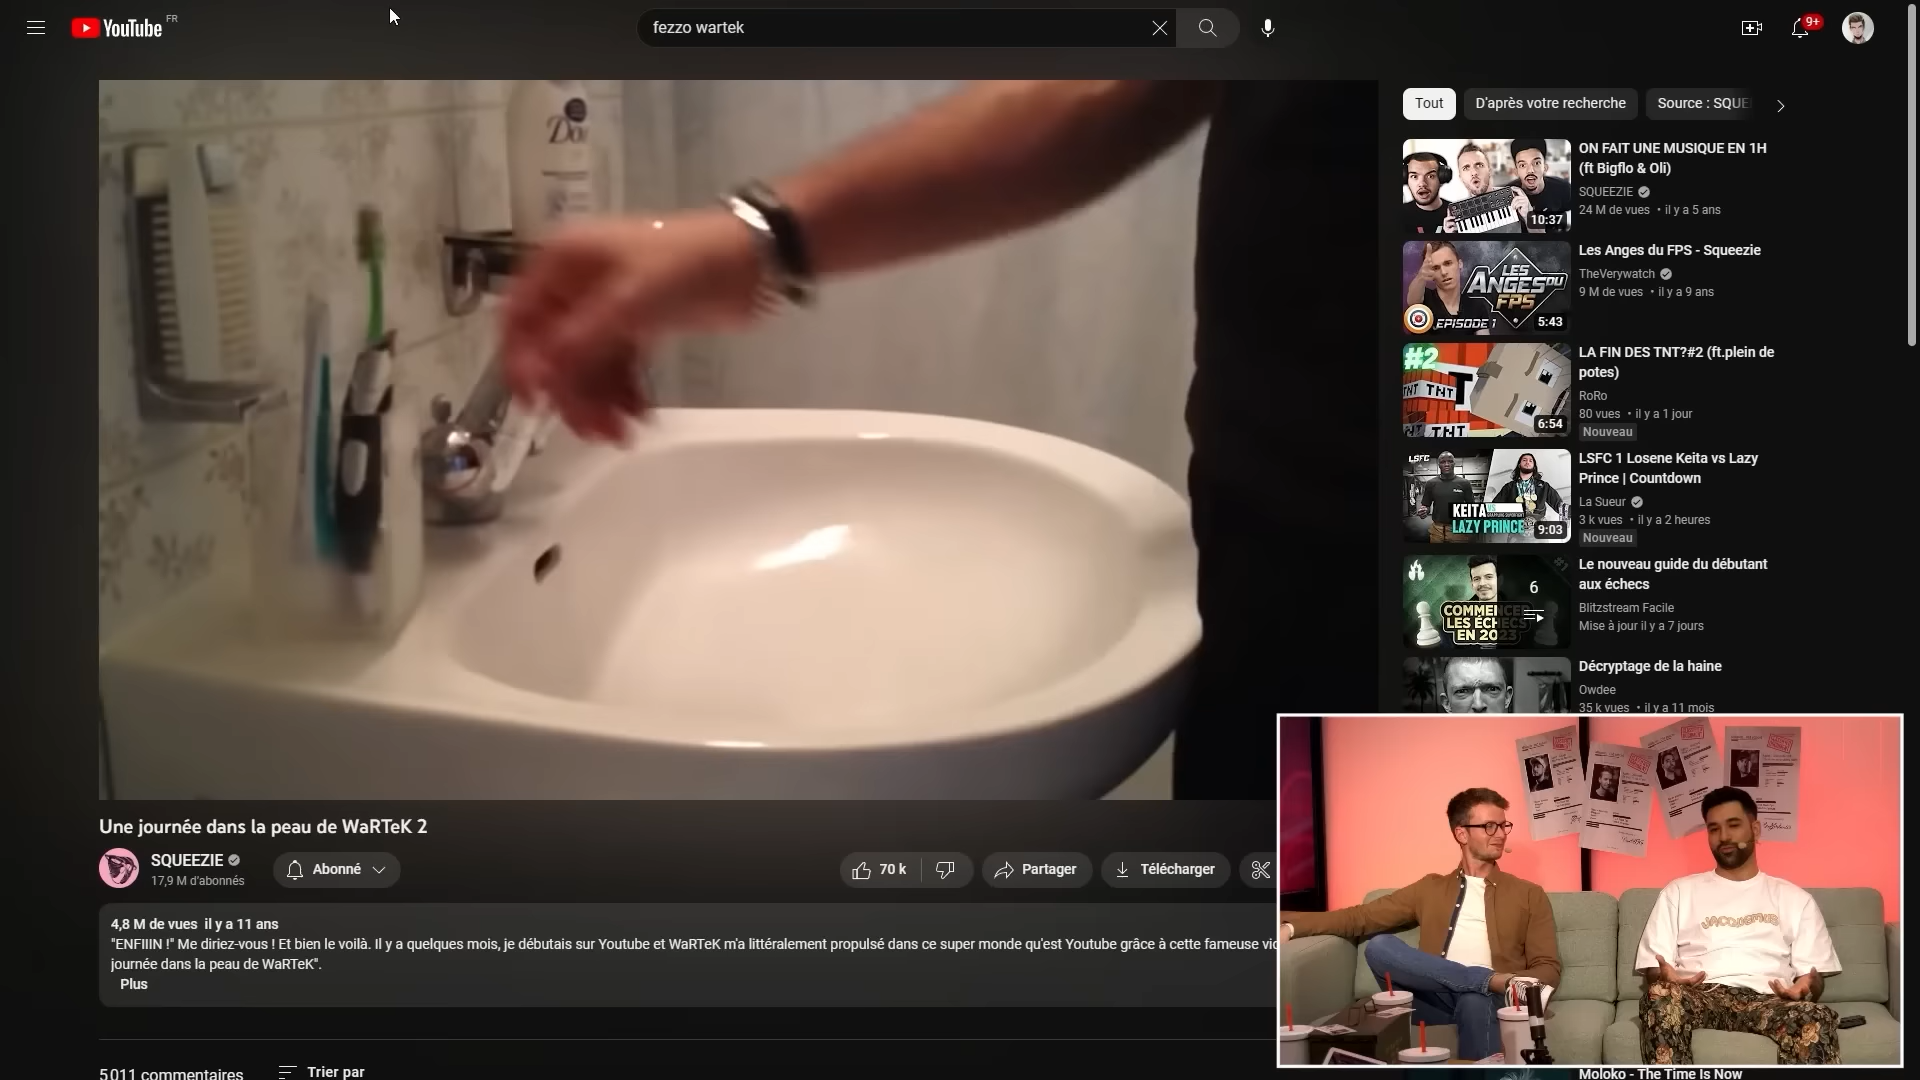 YouTube FR
fezzo wartek
9+
Tout
D'après votre recherche
Source : SQUE
ON FAIT UNE MUSIQUE EN 1H
(ft Bigflo & Oli)
SQUEEZIE
24 M de vues • il y a 5 ans
10:37
Les Anges du FPS - Squeezie
TheVerywatch
9 M de vues • il y a 9 ans
LES
ANGES DU
FPS
EPISODE 1
5:43
LA FIN DES TNT?#2 (ft.plein de
potes)
RoRo
80 vues • il y a 1 jour
Nouveau
#2
TNT TNT
TNT
6:54
LSFC 1 Losene Keita vs Lazy
Prince | Countdown
La Sueur
3 k vues • il y a 2 heures
Nouveau
LSFC
KEITA VS
LAZY PRINCE
9:03
Le nouveau guide du débutant
aux échecs
Blitzstream Facile
Mise à jour il y a 7 jours
COMMENCER
LES ÉCHECS
EN 2023
6
Décryptage de la haine
Owdee
35 k vues • il y a 11 mois
Une journée dans la peau de WaRTeK 2
SQUEEZIE
17,9 M d'abonnés
Abonné
70 k
Partager
Télécharger
4,8 M de vues il y a 11 ans
"ENFIIIN !" Me diriez-vous ! Et bien le voilà. Il y a quelques mois, je débutais sur Youtube et WaRTeK m'a littéralement propulsé dans ce super monde qu'est Youtube grâce à cette fameuse vi
journée dans la peau de WaRTeK".
Plus
5 011 commentaires
Trier par
JACQUEMUS
Moloko - The Time Is Now